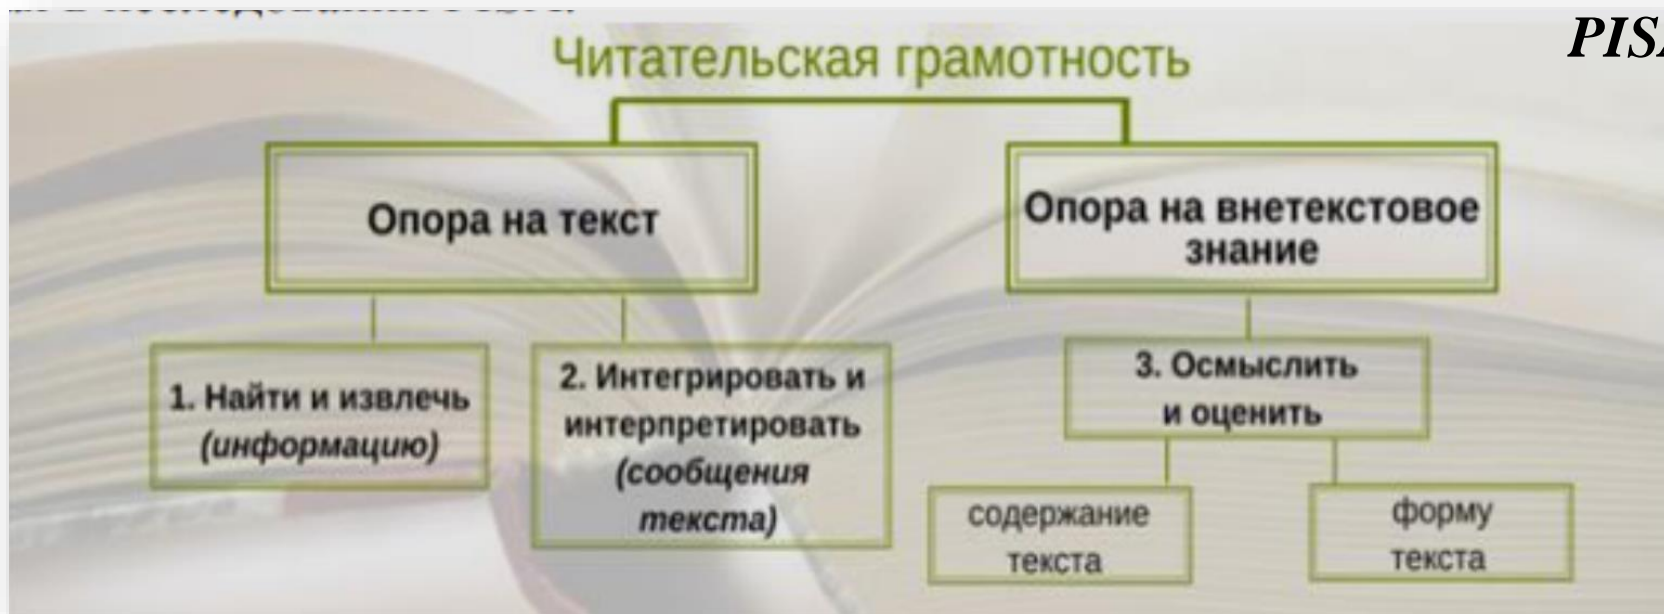 Читательская грамотность
Опора на текст
Опора на внетекстовое
знание
1. Найти и извлечь
(информацию)
2. Интегрировать и
интерпретировать
(сообщения
текста)
3. Осмыслить
и оценить
содержание
текста
форму
текста